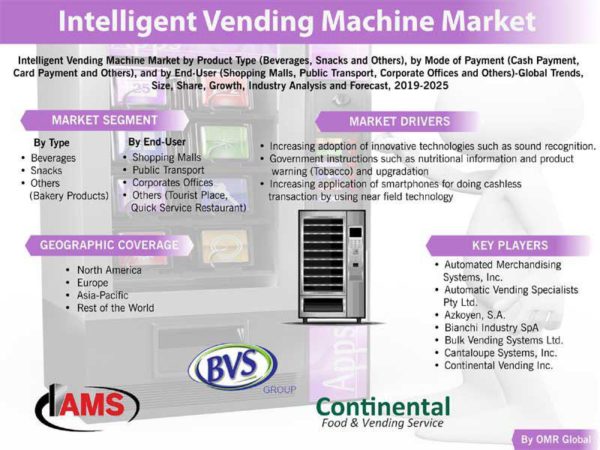 Intelligent Vending Machine Market
Intelligent Vending Machine Market by Product Type (Beverages, Snacks and Others), by Mode of Payment (Cash Payment,
Card Payment and Others), and by End-User (Shopping Malls, Public Transport, Corporate Offices and Others)-Global Trends,
Size, Share, Growth, Industry Analysis and Forecast, 2019-2025
MARKET SEGMENT
By Type
• Beverages
• Snacks
• Others
(Bakery Products)
By End-User
• Shopping Malls
• Public Transport
• Corporates Offices
• Others (Tourist Place,
Quick Service Restaurant)
MARKET DRIVERS
• Increasing adoption of innovative technologies such as sound recognition.
• Government instructions such as nutritional information and product
warning (Tobacco) and upgradation
• Increasing application of smartphones for doing cashless
transaction by using near field technology
GEOGRAPHIC COVERAGE
• North America
• Europe
• Asia-Pacific
• Rest of the World
KEY PLAYERS
• Automated Merchandising
Systems, Inc.
• Automatic Vending Specialists
Pty Ltd.
• Azkoyen, S.A.
• Bianchi Industry SpA
• Bulk Vending Systems Ltd.
• Cantaloupe Systems, Inc.
• Continental Vending Inc.
Apps
BVS
GROUP
AMS
Continental
Food & Vending Service
By OMR Global